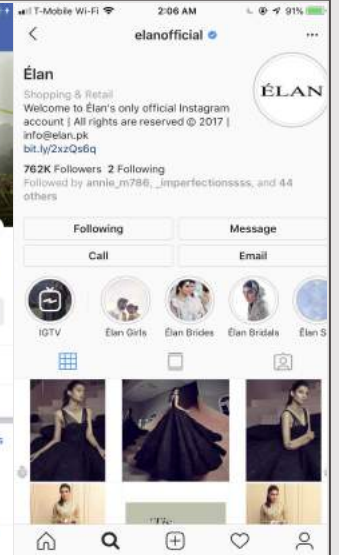 T-Mobile Wi-Fi 2:06 AM 91%
elanofficial
Élan
ÉLAN
Shopping & Retail
Welcome to Élan's only official Instagram
account | All rights are reserved © 2017 |
info@elan.pk
bit.ly/2xzQs6q
762K Followers 2 Following
Followed by annie_m786, _imperfectionssss, and 44
others
Following Message
Call Email
IGTV Élan Girls Élan Brides Élan Bridals Élan S
'Tis